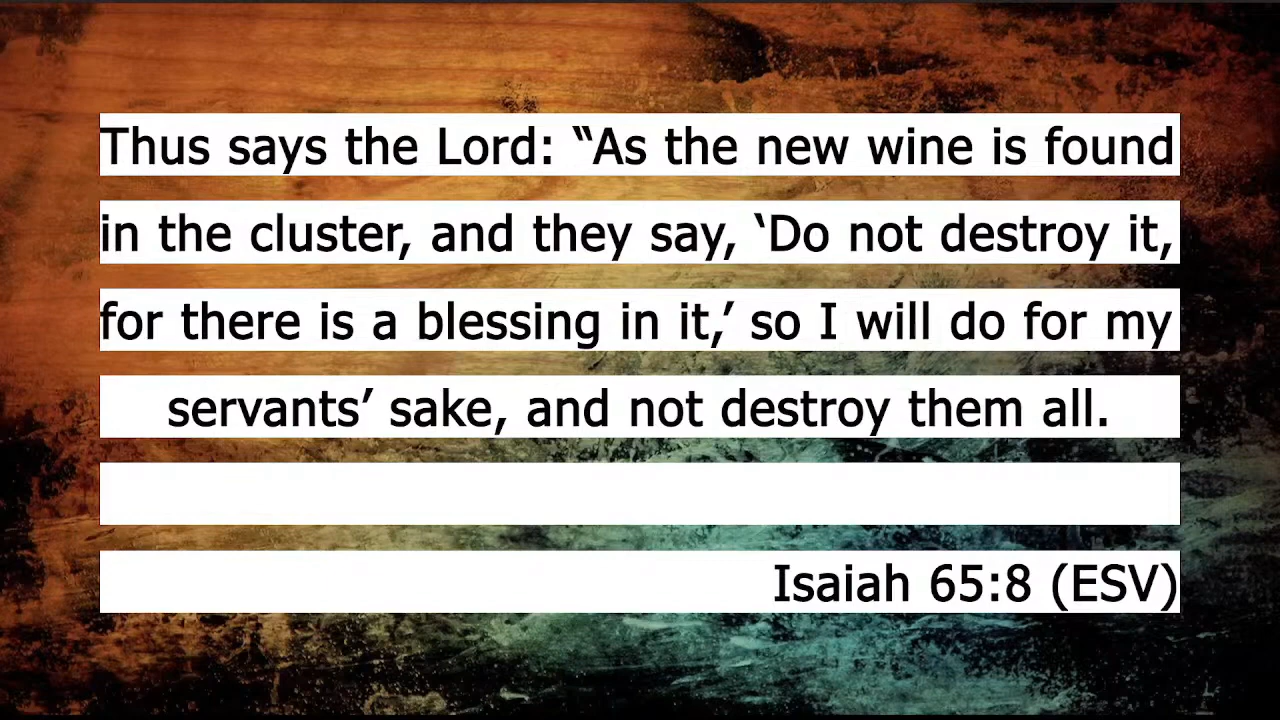 Thus says the Lord: “As the new wine is found
in the cluster, and they say, ‘Do not destroy it,
for there is a blessing in it,’ so I will do for my
servants’ sake, and not destroy them all.
Isaiah 65:8 (ESV)